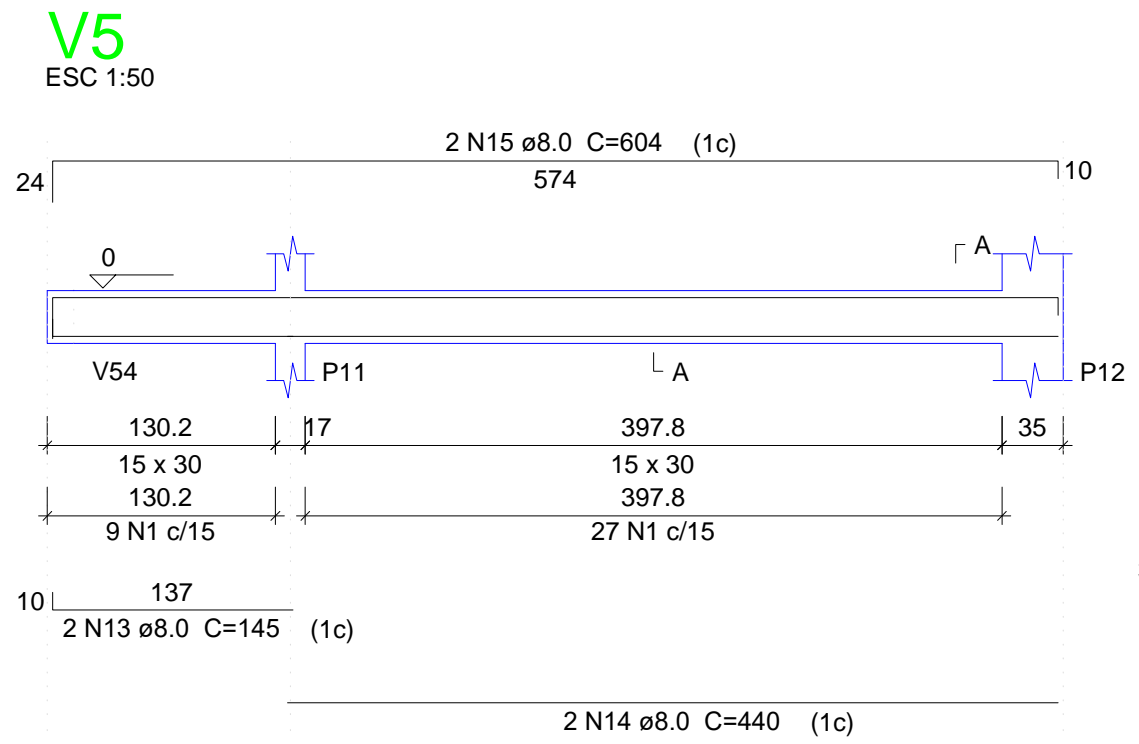 V5
ESC 1:50
2 N15 ø8.0 C=604 (1c)
24
574
10
0
A
V54
P11
A
P12
130.2
17
397.8
35
15 x 30
15 x 30
130.2
397.8
9 N1 c/15
27 N1 c/15
10
137
2 N13 ø8.0 C=145 (1c)
2 N14 ø8.0 C=440 (1c)